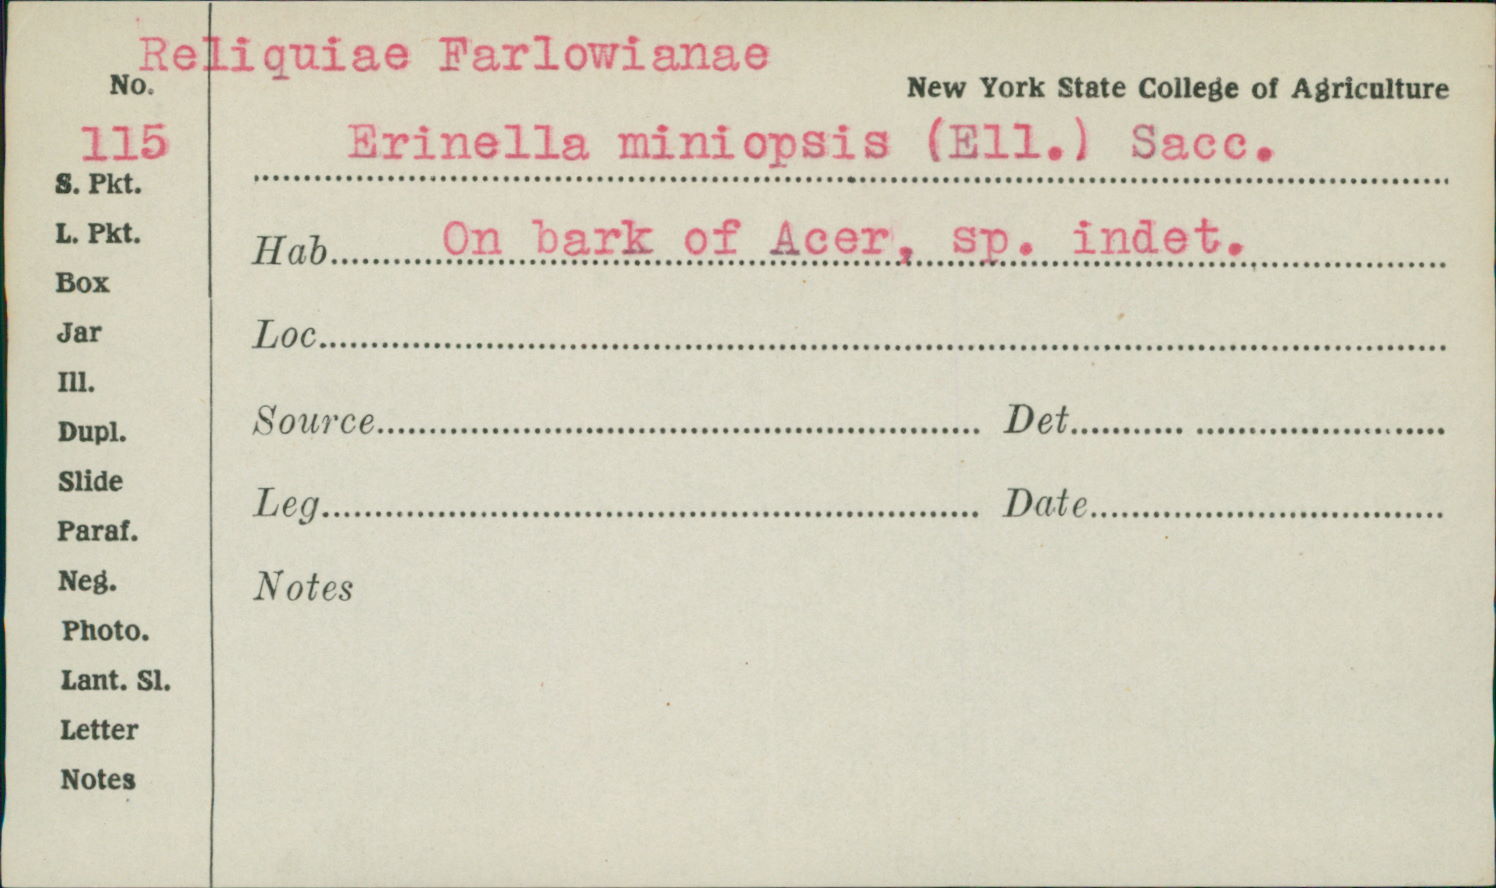 Reliquiae Farlowianae
No.
New York State College of Agriculture
115
Erinella miniopsis (Ell.) Sacc.
S. Pkt.
L. Pkt.
Hab. On bark of Acer, sp. indet.
Box
Jar
Loc.
Ill.
Dupl.
Source
Det.
Slide
Leg.
Date
Paraf.
Neg.
Notes
Photo.
Lant. Sl.
Letter
Notes